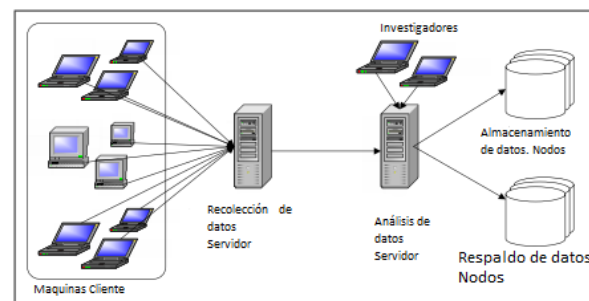 Investigadores
Almacenamiento
de datos. Nodos
Recolección de
datos
Servidor
Análisis de
datos
Servidor
Respaldo de datos
Nodos
Maquinas Cliente